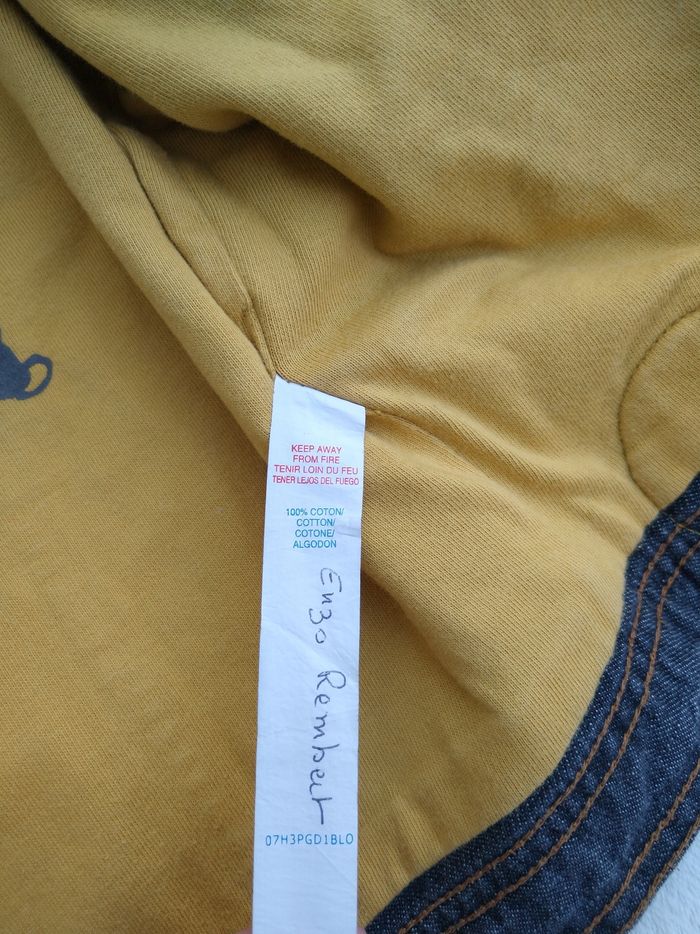 KEEP AWAY
FROM FIRE
TENIR LOIN DU FEU
TENER LEJOS DEL FUEGO
100% COTON/
COTTON/
COTONE/
ALGODON
Enzo Rembert
07H3PGD1BLO